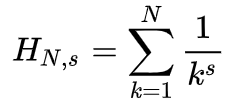 H_{N,s} = \sum_{k=1}^{N} \frac{1}{k^s}